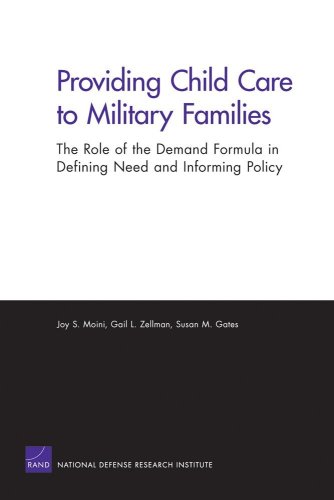 Providing Child Care
to Military Families
The Role of the Demand Formula in
Defining Need and Informing Policy
Joy S. Moini, Gail L. Zellman, Susan M. Gates
RAND
NATIONAL DEFENSE RESEARCH INSTITUTE